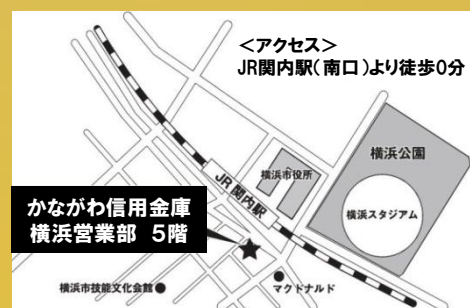 ＜アクセス＞
JR関内駅（南口）より徒歩0分
横浜公園
横浜市役所
JR関内駅
横浜スタジアム
かながわ信用金庫
横浜営業部　5階
マクドナルド
横浜市技能文化会館